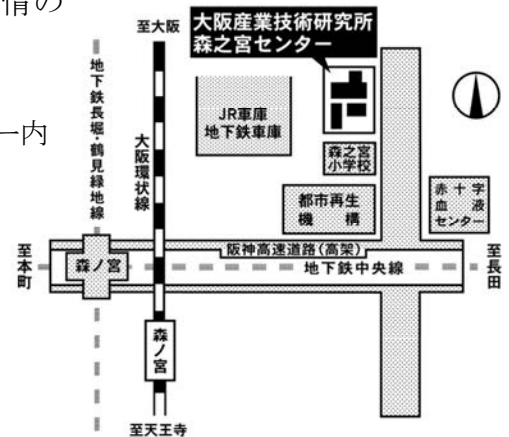 情の
ー内
至大阪
大阪産業技術研究所
森之宮センター
地下鉄長堀・鶴見緑地線
大阪環状線
JR車庫
地下鉄車庫
森之宮
小学校
都市再生
機構
赤十字
血液
センター
阪神高速道路(高架)
至本町
森ノ宮
地下鉄中央線
至長田
森ノ宮
至天王寺